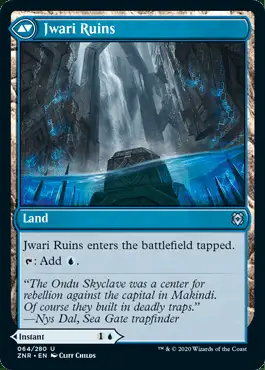 Jwari Ruins
Land
Jwari Ruins enters the battlefield tapped.
: Add .
"The Ondu Skyclave was a center for
rebellion against the capital in Makindi.
Of course they built in deadly traps."
—Nys Dal, Sea Gate trapfinder
Instant 1
064/280 U
ZNR • EN Cliff Childs
™ & © 2020 Wizards of the Coast